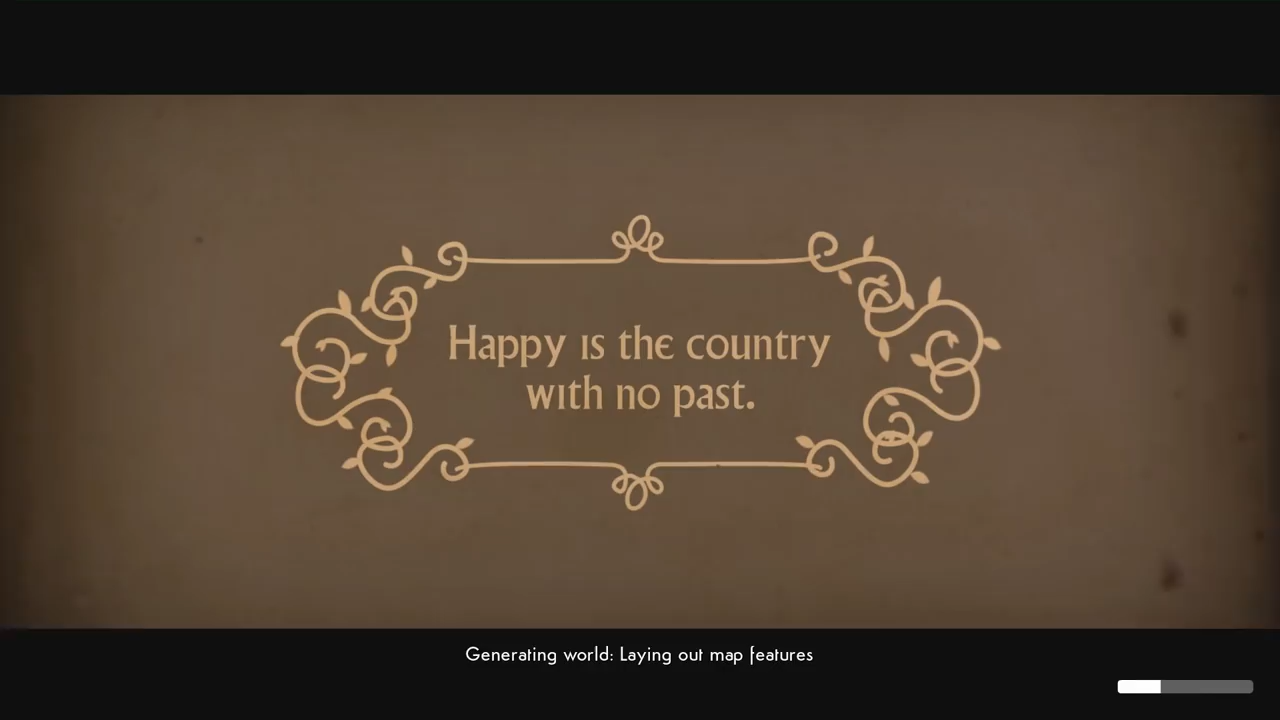 Happy is the country
with no past.
Generating world: Laying out map features